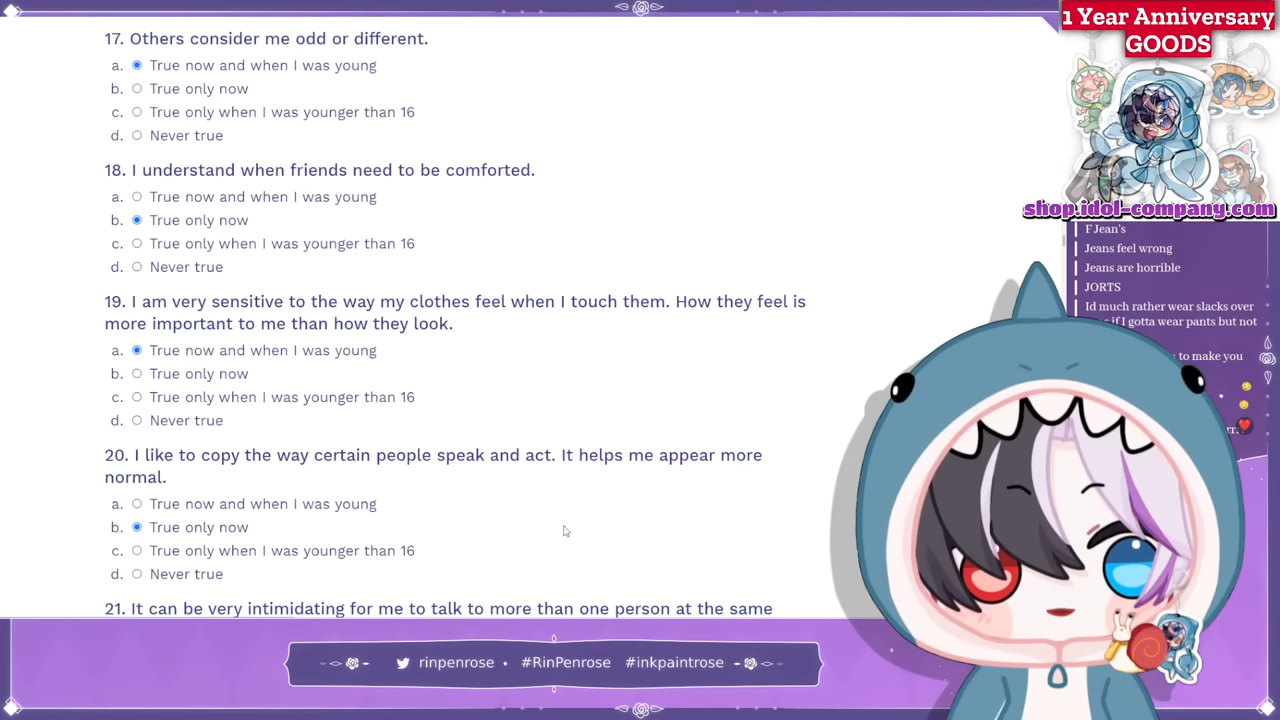 17. Others consider me odd or different.
a. True now and when I was young
b. True only now
c. True only when I was younger than 16
d. Never true
18. I understand when friends need to be comforted.
a. True now and when I was young
b. True only now
c. True only when I was younger than 16
d. Never true
19. I am very sensitive to the way my clothes feel when I touch them. How they feel is
more important to me than how they look.
a. True now and when I was young
b. True only now
c. True only when I was younger than 16
d. Never true
20. I like to copy the way certain people speak and act. It helps me appear more
normal.
a. True now and when I was young
b. True only now
c. True only when I was younger than 16
d. Never true
21. It can be very intimidating for me to talk to more than one person at the same
1 Year Anniversary
GOODS
shop.idol-company.com
F Jean's
Jeans feel wrong
Jeans are horrible
JORTS
Id much rather wear slacks over
if I gotta wear pants but not
to make you
rinpenrose • #RinPenrose #inkpaintrose